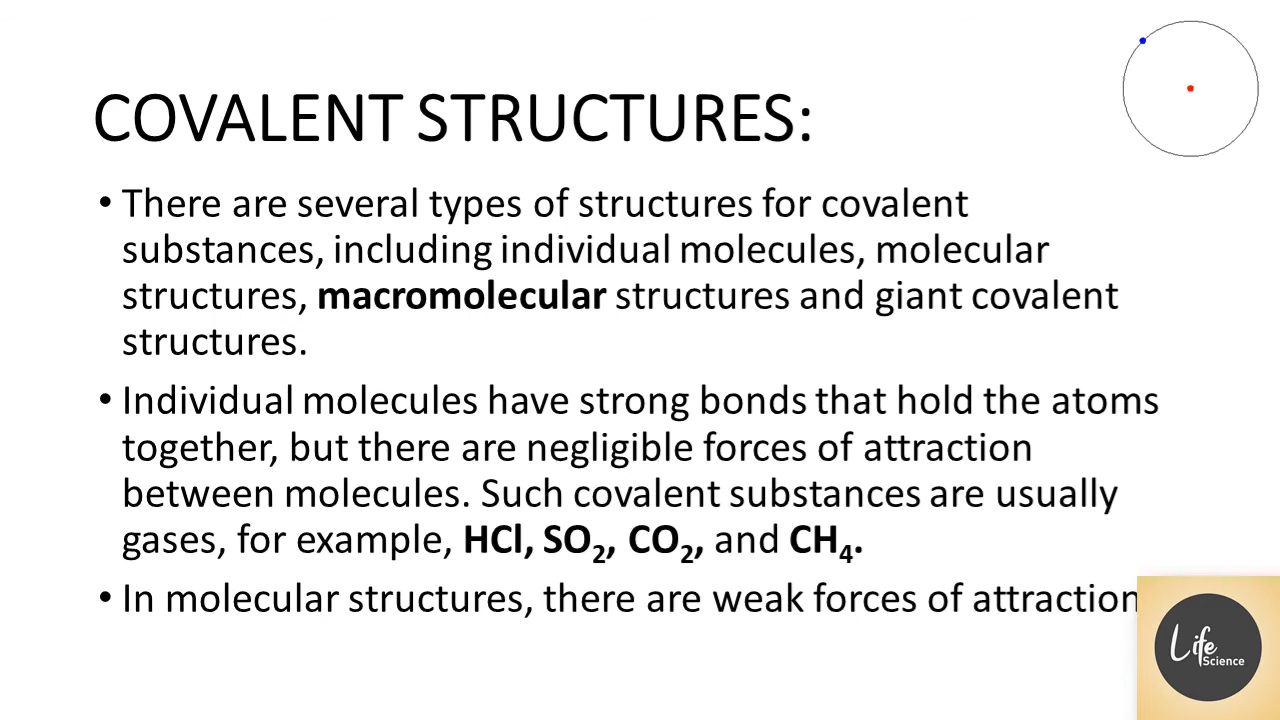 COVALENT STRUCTURES:
• There are several types of structures for covalent
substances, including individual molecules, molecular
structures, macromolecular structures and giant covalent
structures.
• Individual molecules have strong bonds that hold the atoms
together, but there are negligible forces of attraction
between molecules. Such covalent substances are usually
gases, for example, HCl, SO₂, CO₂, and CH₄.
• In molecular structures, there are weak forces of attraction
Life
Science